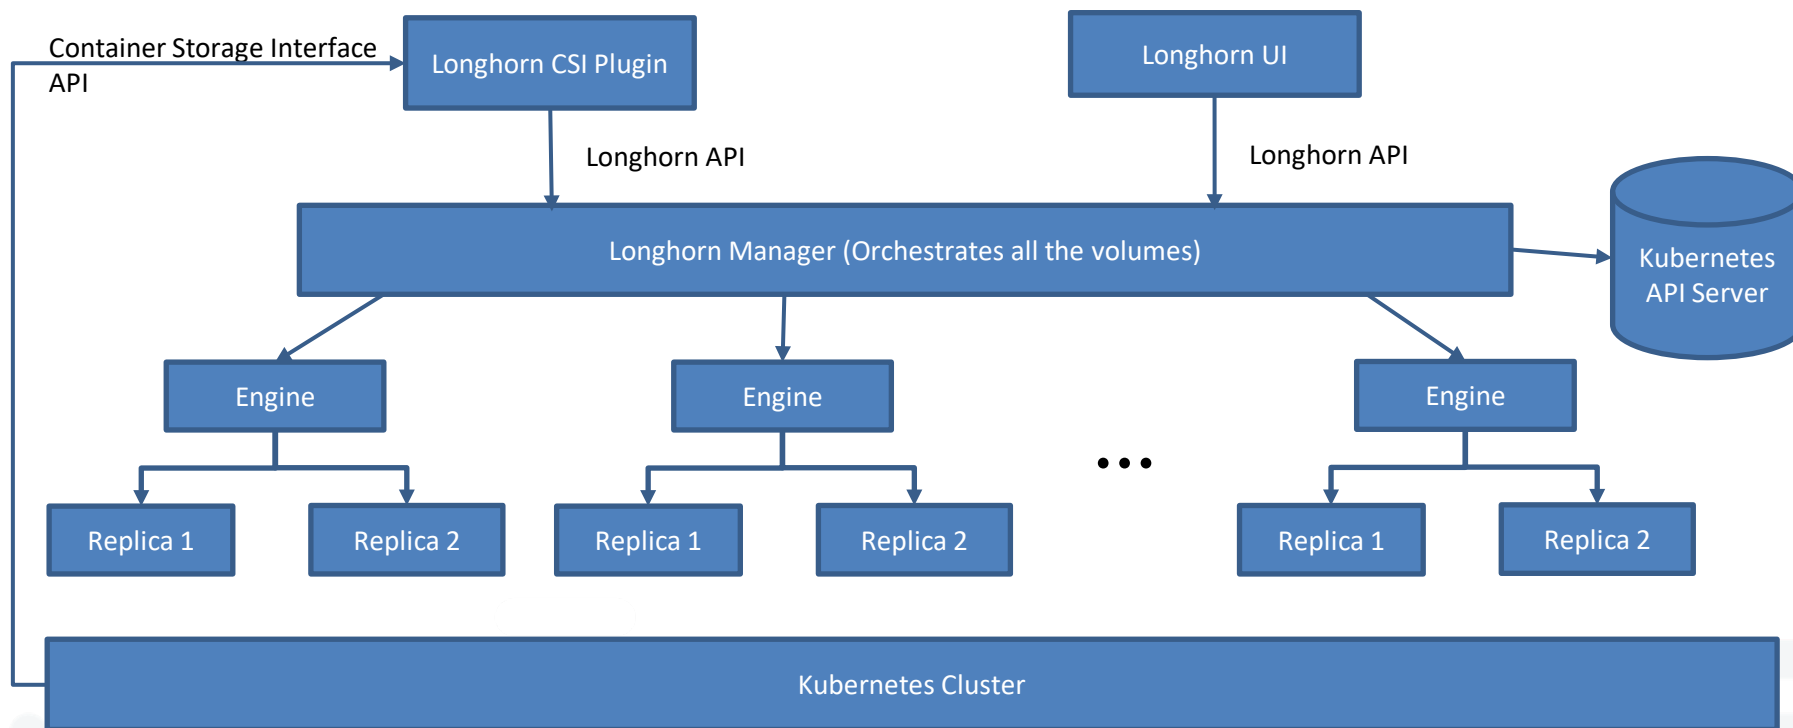 Container Storage Interface
API
Longhorn CSI Plugin
Longhorn UI
Longhorn API
Longhorn API
Longhorn Manager (Orchestrates all the volumes)
Kubernetes
API Server
Engine
Engine
Engine
...
Replica 1
Replica 2
Replica 1
Replica 2
Replica 1
Replica 2
Kubernetes Cluster